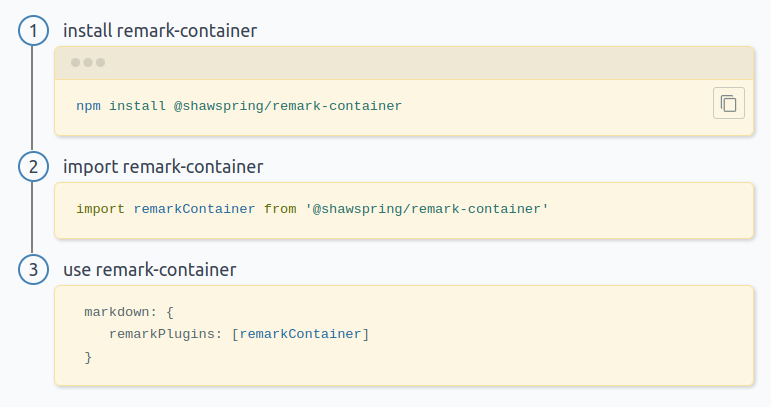 1 install remark-container
npm install @shawspring/remark-container
2 import remark-container
import remarkContainer from '@shawspring/remark-container'
3 use remark-container
markdown: {
   remarkPlugins: [remarkContainer]
}